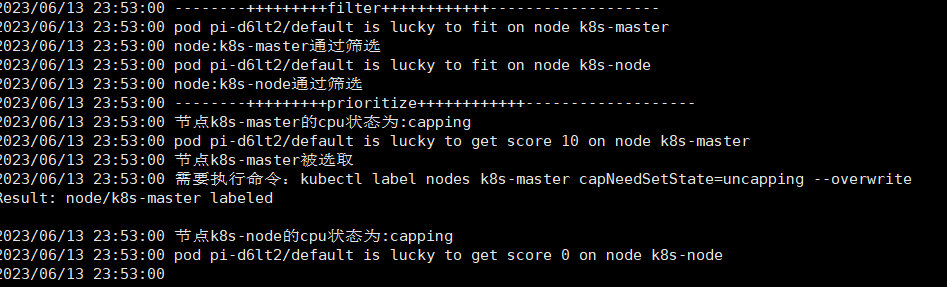 2023/06/13 23:53:00 --------+++++++++filter++++++++++++-------------------
2023/06/13 23:53:00 pod pi-d6lt2/default is lucky to fit on node k8s-master
2023/06/13 23:53:00 node:k8s-master通过筛选
2023/06/13 23:53:00 pod pi-d6lt2/default is lucky to fit on node k8s-node
2023/06/13 23:53:00 node:k8s-node通过筛选
2023/06/13 23:53:00 --------+++++++++prioritize++++++++++++-------------------
2023/06/13 23:53:00 节点k8s-master的cpu状态为:capping
2023/06/13 23:53:00 pod pi-d6lt2/default is lucky to get score 10 on node k8s-master
2023/06/13 23:53:00 节点k8s-master被选取
2023/06/13 23:53:00 需要执行命令：kubectl label nodes k8s-master capNeedSetState=uncapping --overwrite
Result: node/k8s-master labeled
2023/06/13 23:53:00 节点k8s-node的cpu状态为:capping
2023/06/13 23:53:00 pod pi-d6lt2/default is lucky to get score 0 on node k8s-node
2023/06/13 23:53:00